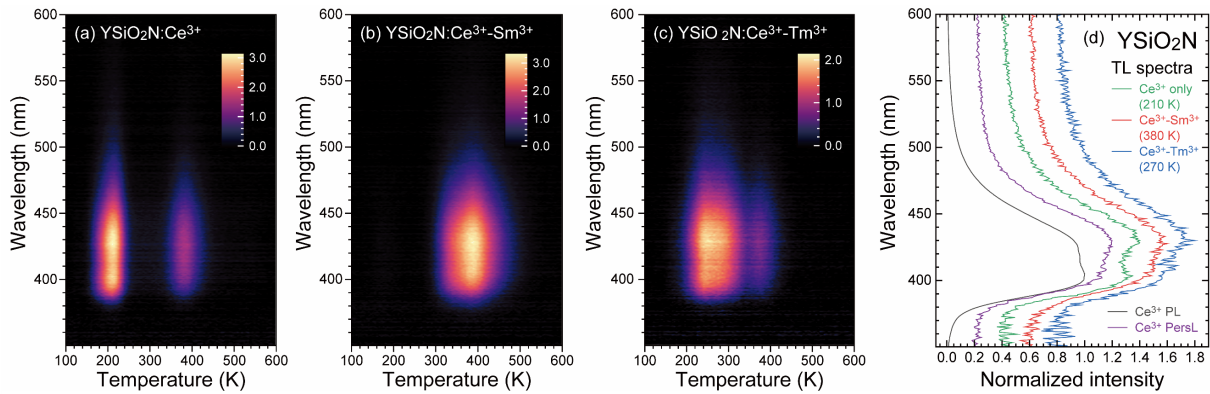 (a) YSiO₂N:Ce³⁺
600
550
500
450
400
3.0
2.0
1.0
0.0
Wavelength (nm)
100 200 300 400 500 600
Temperature (K)
(b) YSiO₂N:Ce³⁺-Sm³⁺
600
550
500
450
400
3.0
2.0
1.0
0.0
Wavelength (nm)
100 200 300 400 500 600
Temperature (K)
(c) YSiO ₂N:Ce³⁺-Tm³⁺
600
550
500
450
400
2.0
1.0
0.0
Wavelength (nm)
100 200 300 400 500 600
Temperature (K)
(d) YSiO₂N
TL spectra
Ce³⁺ only
(210 K)
Ce³⁺-Sm³⁺
(380 K)
Ce³⁺-Tm³⁺
(270 K)
Ce³⁺ PL
Ce³⁺ PersL
600
550
500
450
400
Wavelength (nm)
0.0 0.2 0.4 0.6 0.8 1.0 1.2 1.4 1.6 1.8
Normalized intensity